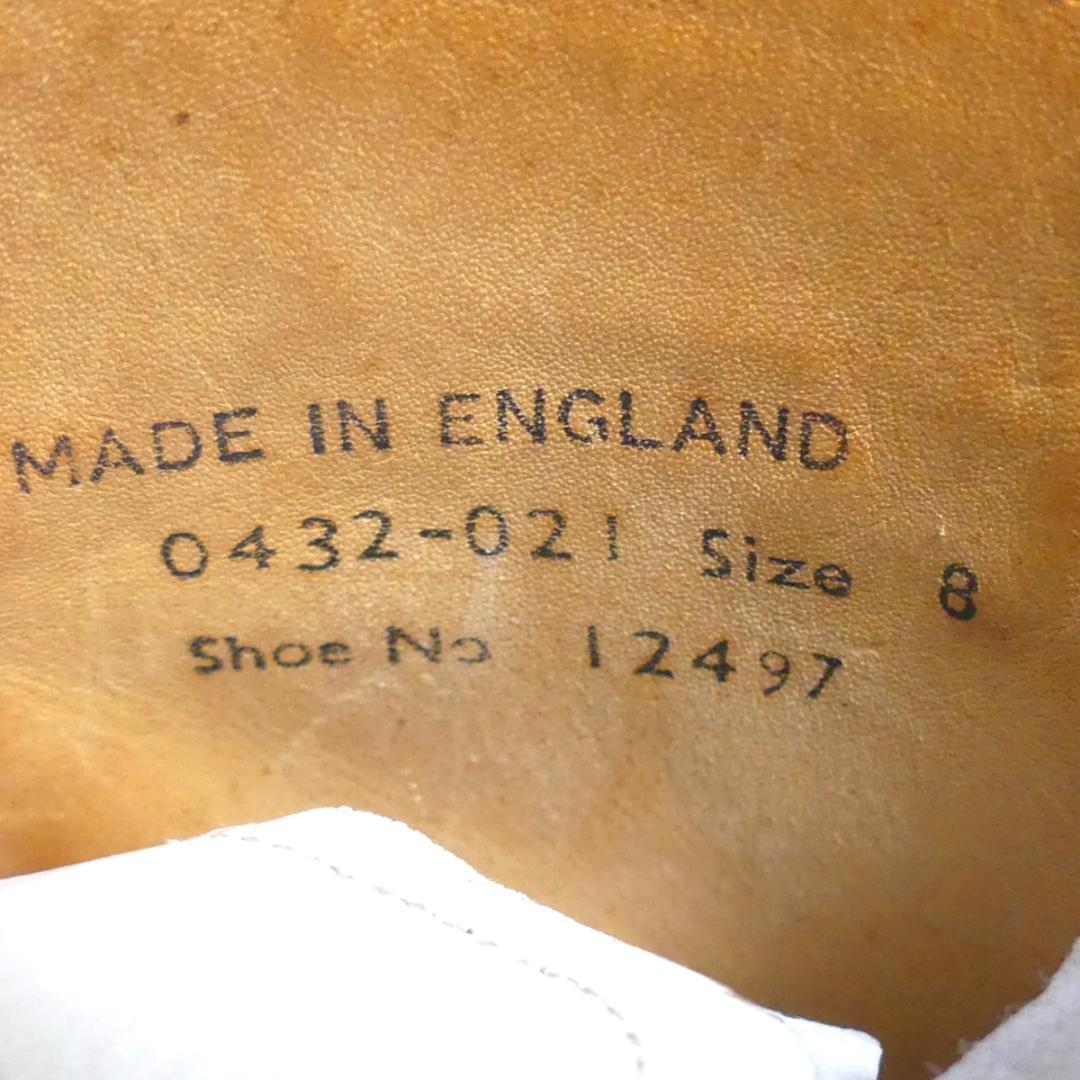 MADE IN ENGLAND
0432-021 Size 8
Shoe No 12497